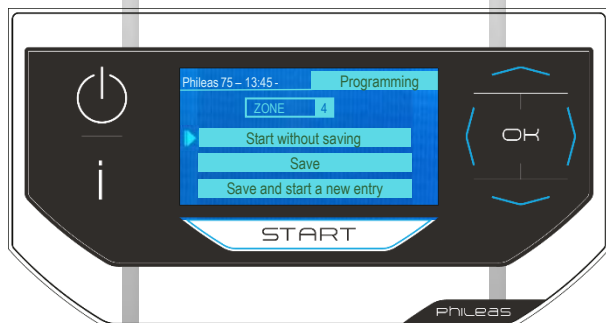 Phileas 75 – 13:45 -
Programming
ZONE 4
Start without saving
Save
Save and start a new entry
i
OK
START
PHILEAS